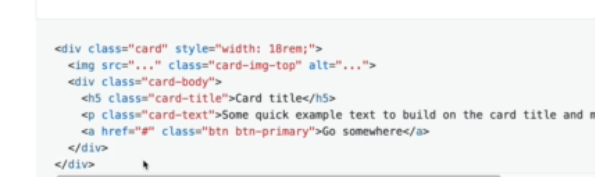 <div class="card" style="width: 18rem;">
<img src="..." class="card-img-top" alt="...">
<div class="card-body">
<h5 class="card-title">Card title</h5>
<p class="card-text">Some quick example text to build on the card title and m
<a href="#" class="btn btn-primary">Go somewhere</a>
</div>
</div>